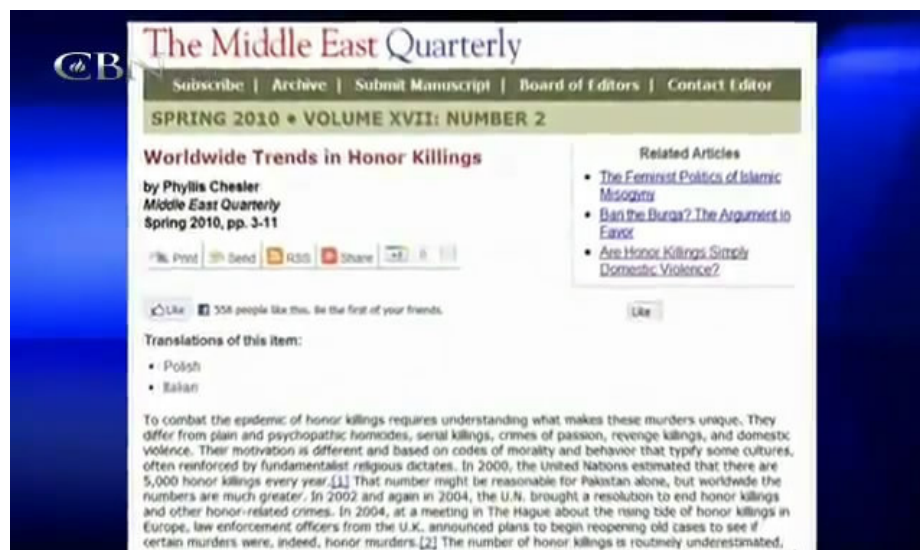 The Middle East Quarterly
CBN
Subscribe | Archive | Submit Manuscript | Board of Editors | Contact Editor
SPRING 2010 • VOLUME XVII: NUMBER 2
Worldwide Trends in Honor Killings
by Phyllis Chesler
Middle East Quarterly
Spring 2010, pp. 3-11
Print Send RSS Share
Related Articles
• The Feminist Politics of Islamic
Misogyny
• Ban the Burqa? The Argument in
Favor
• Are Honor Killings Simply
Domestic Violence?
Like 558 people like this. Be the first of your friends.
Like
Translations of this item:
• Polish
• Italian
To combat the epidemic of honor killings requires understanding what makes these murders unique. They
differ from plain and psychopathic homicides, serial killings, crimes of passion, revenge killings, and domestic
violence. Their motivation is different and based on codes of morality and behavior that typify some cultures,
often reinforced by fundamentalist religious dictates. In 2000, the United Nations estimated that there are
5,000 honor killings every year.[1] That number might be reasonable for Pakistan alone, but worldwide the
numbers are much greater. In 2002 and again in 2004, the U.N. brought a resolution to end honor killings
and other honor-related crimes. In 2004, at a meeting in The Hague about the rising tide of honor killings in
Europe, law enforcement officers from the U.K. announced plans to begin reopening old cases to see if
certain murders were, indeed, honor murders.[2] The number of honor killings is routinely underestimated,